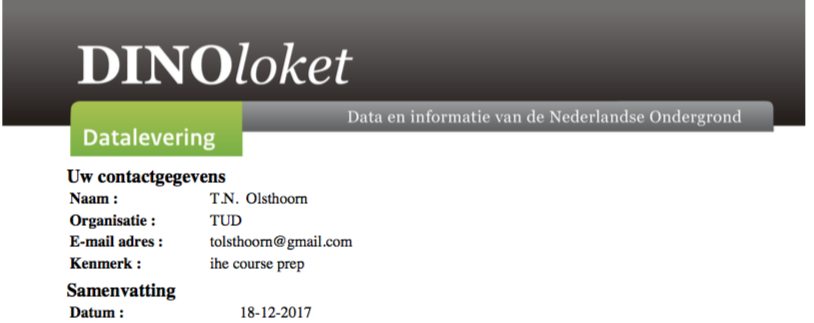 DINOloket
Data en informatie van de Nederlandse Ondergrond
Datalevering
Uw contactgegevens
Naam : T.N. Olsthoorn
Organisatie : TUD
E-mail adres : tolsthoorn@gmail.com
Kenmerk : ihe course prep
Samenvatting
Datum : 18-12-2017